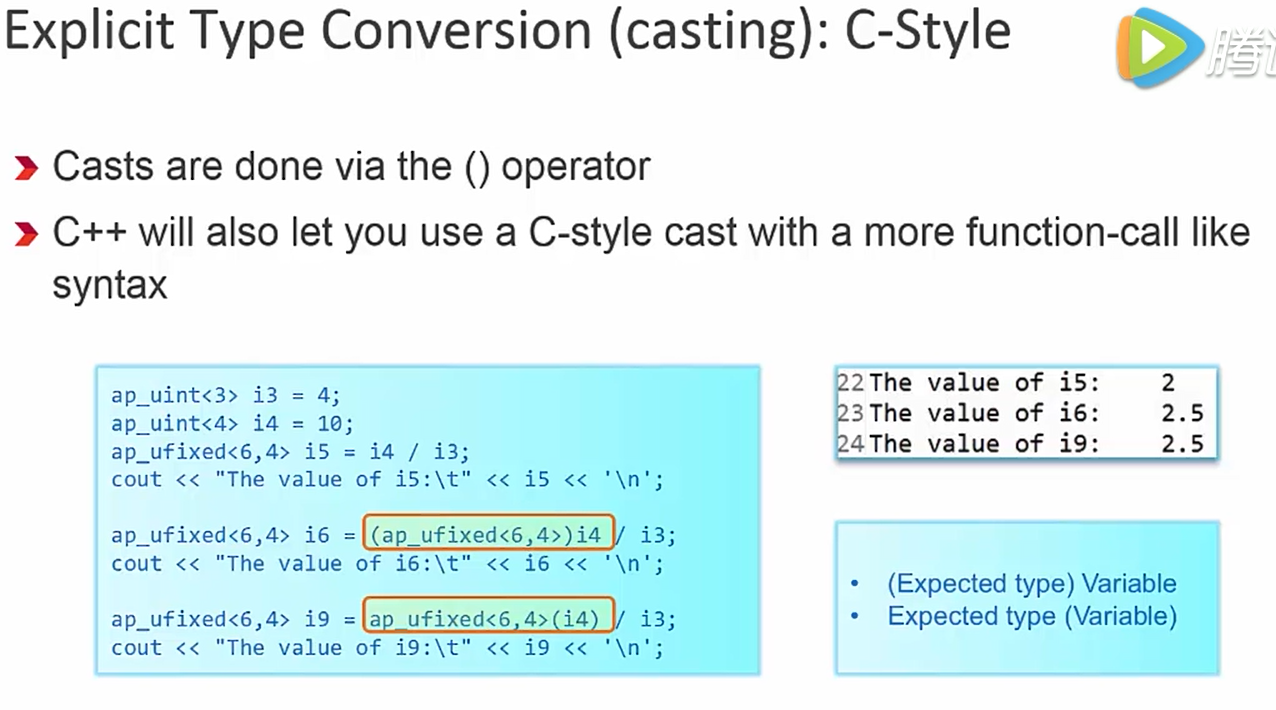 Explicit Type Conversion (casting): C-Style
Casts are done via the () operator
C++ will also let you use a C-style cast with a more function-call like
syntax
ap_uint<3> i3 = 4;
ap_uint<4> i4 = 10;
ap_ufixed<6,4> i5 = i4 / i3;
cout << "The value of i5:\t" << i5 << '\n';
ap_ufixed<6,4> i6 = (ap_ufixed<6,4>)i4 / i3;
cout << "The value of i6:\t" << i6 << '\n';
ap_ufixed<6,4> i9 = ap_ufixed<6,4>(i4) / i3;
cout << "The value of i9:\t" << i9 << '\n';
22 The value of i5: 2
23 The value of i6: 2.5
24 The value of i9: 2.5
• (Expected type) Variable
• Expected type (Variable)
腾